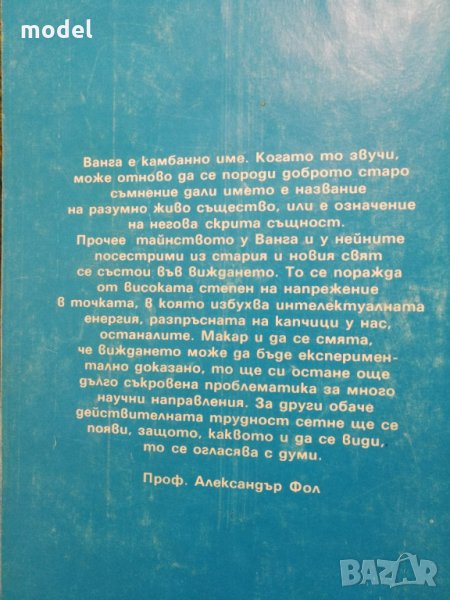 model
Ванга е камбанно име. Когато то звучи,
може отново да се породи доброто старо
съмнение дали името е название
на разумно живо същество, или е означение
на негова скрита същност.
Прочее тайнството у Ванга и у нейните
посестрими из стария и новия свят
се състои във виждането. То се поражда
от високата степен на напрежение
в точката, в която избухва интелектуалната
енергия, разпръсната на капчици у нас,
останалите. Макар и да се смята,
че виждането може да бъде експеримен-
тално доказано, то ще си остане още
дълго съкровена проблематика за много
научни направления. За други обаче
действителната трудност сетне ще се
появи, защото, каквото и да се види,
то се огласява с думи.
Проф. Александър Фол
BAZAR